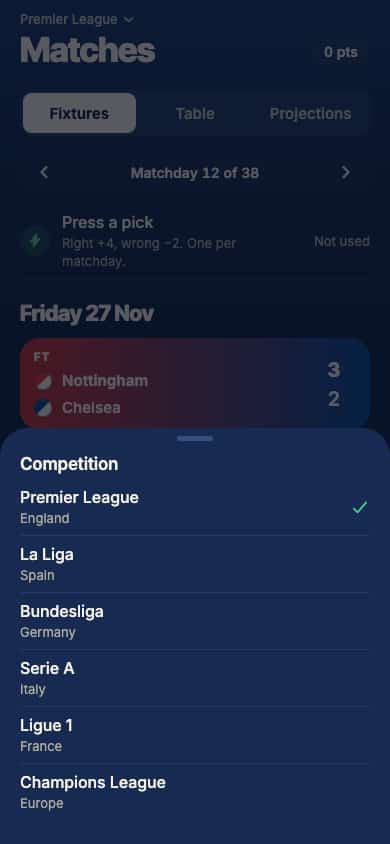 Premier League
Matches
0 pts
Fixtures
Table
Projections
Matchday 12 of 38
Press a pick
Right +4, wrong −2. One per
matchday.
Not used
Friday 27 Nov
FT
Nottingham
3
Chelsea
2
Competition
Premier League
England
La Liga
Spain
Bundesliga
Germany
Serie A
Italy
Ligue 1
France
Champions League
Europe